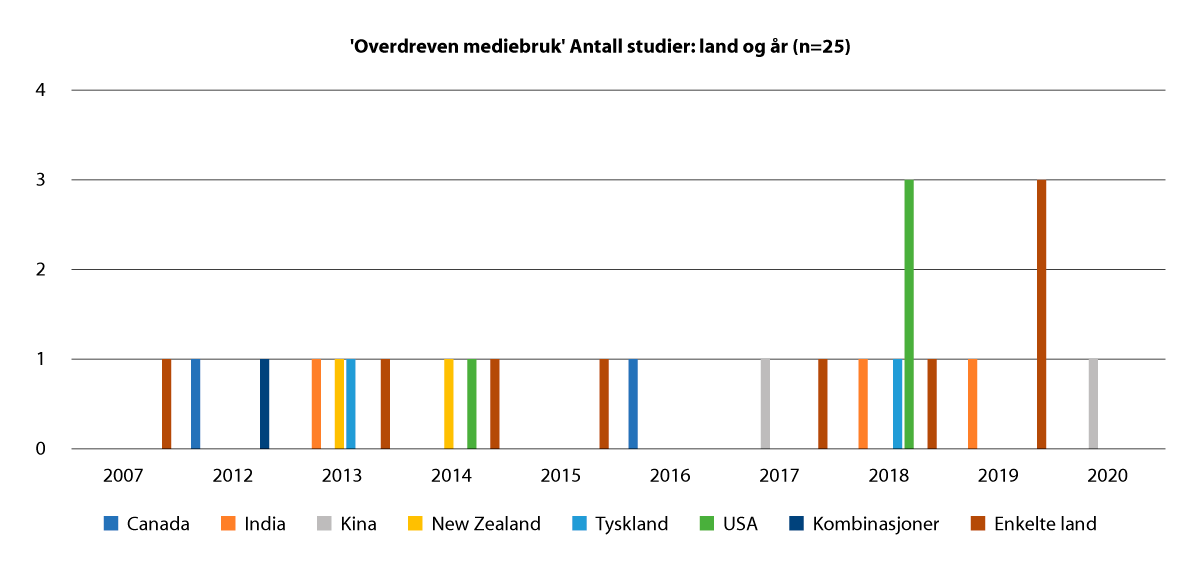 'Overdreven mediebruk' Antall studier: land og år (n=25)
4
3
2
1
0
2007 2012 2013 2014 2015 2016 2017 2018 2019 2020
Canada India Kina New Zealand Tyskland USA Kombinasjoner Enkelte land